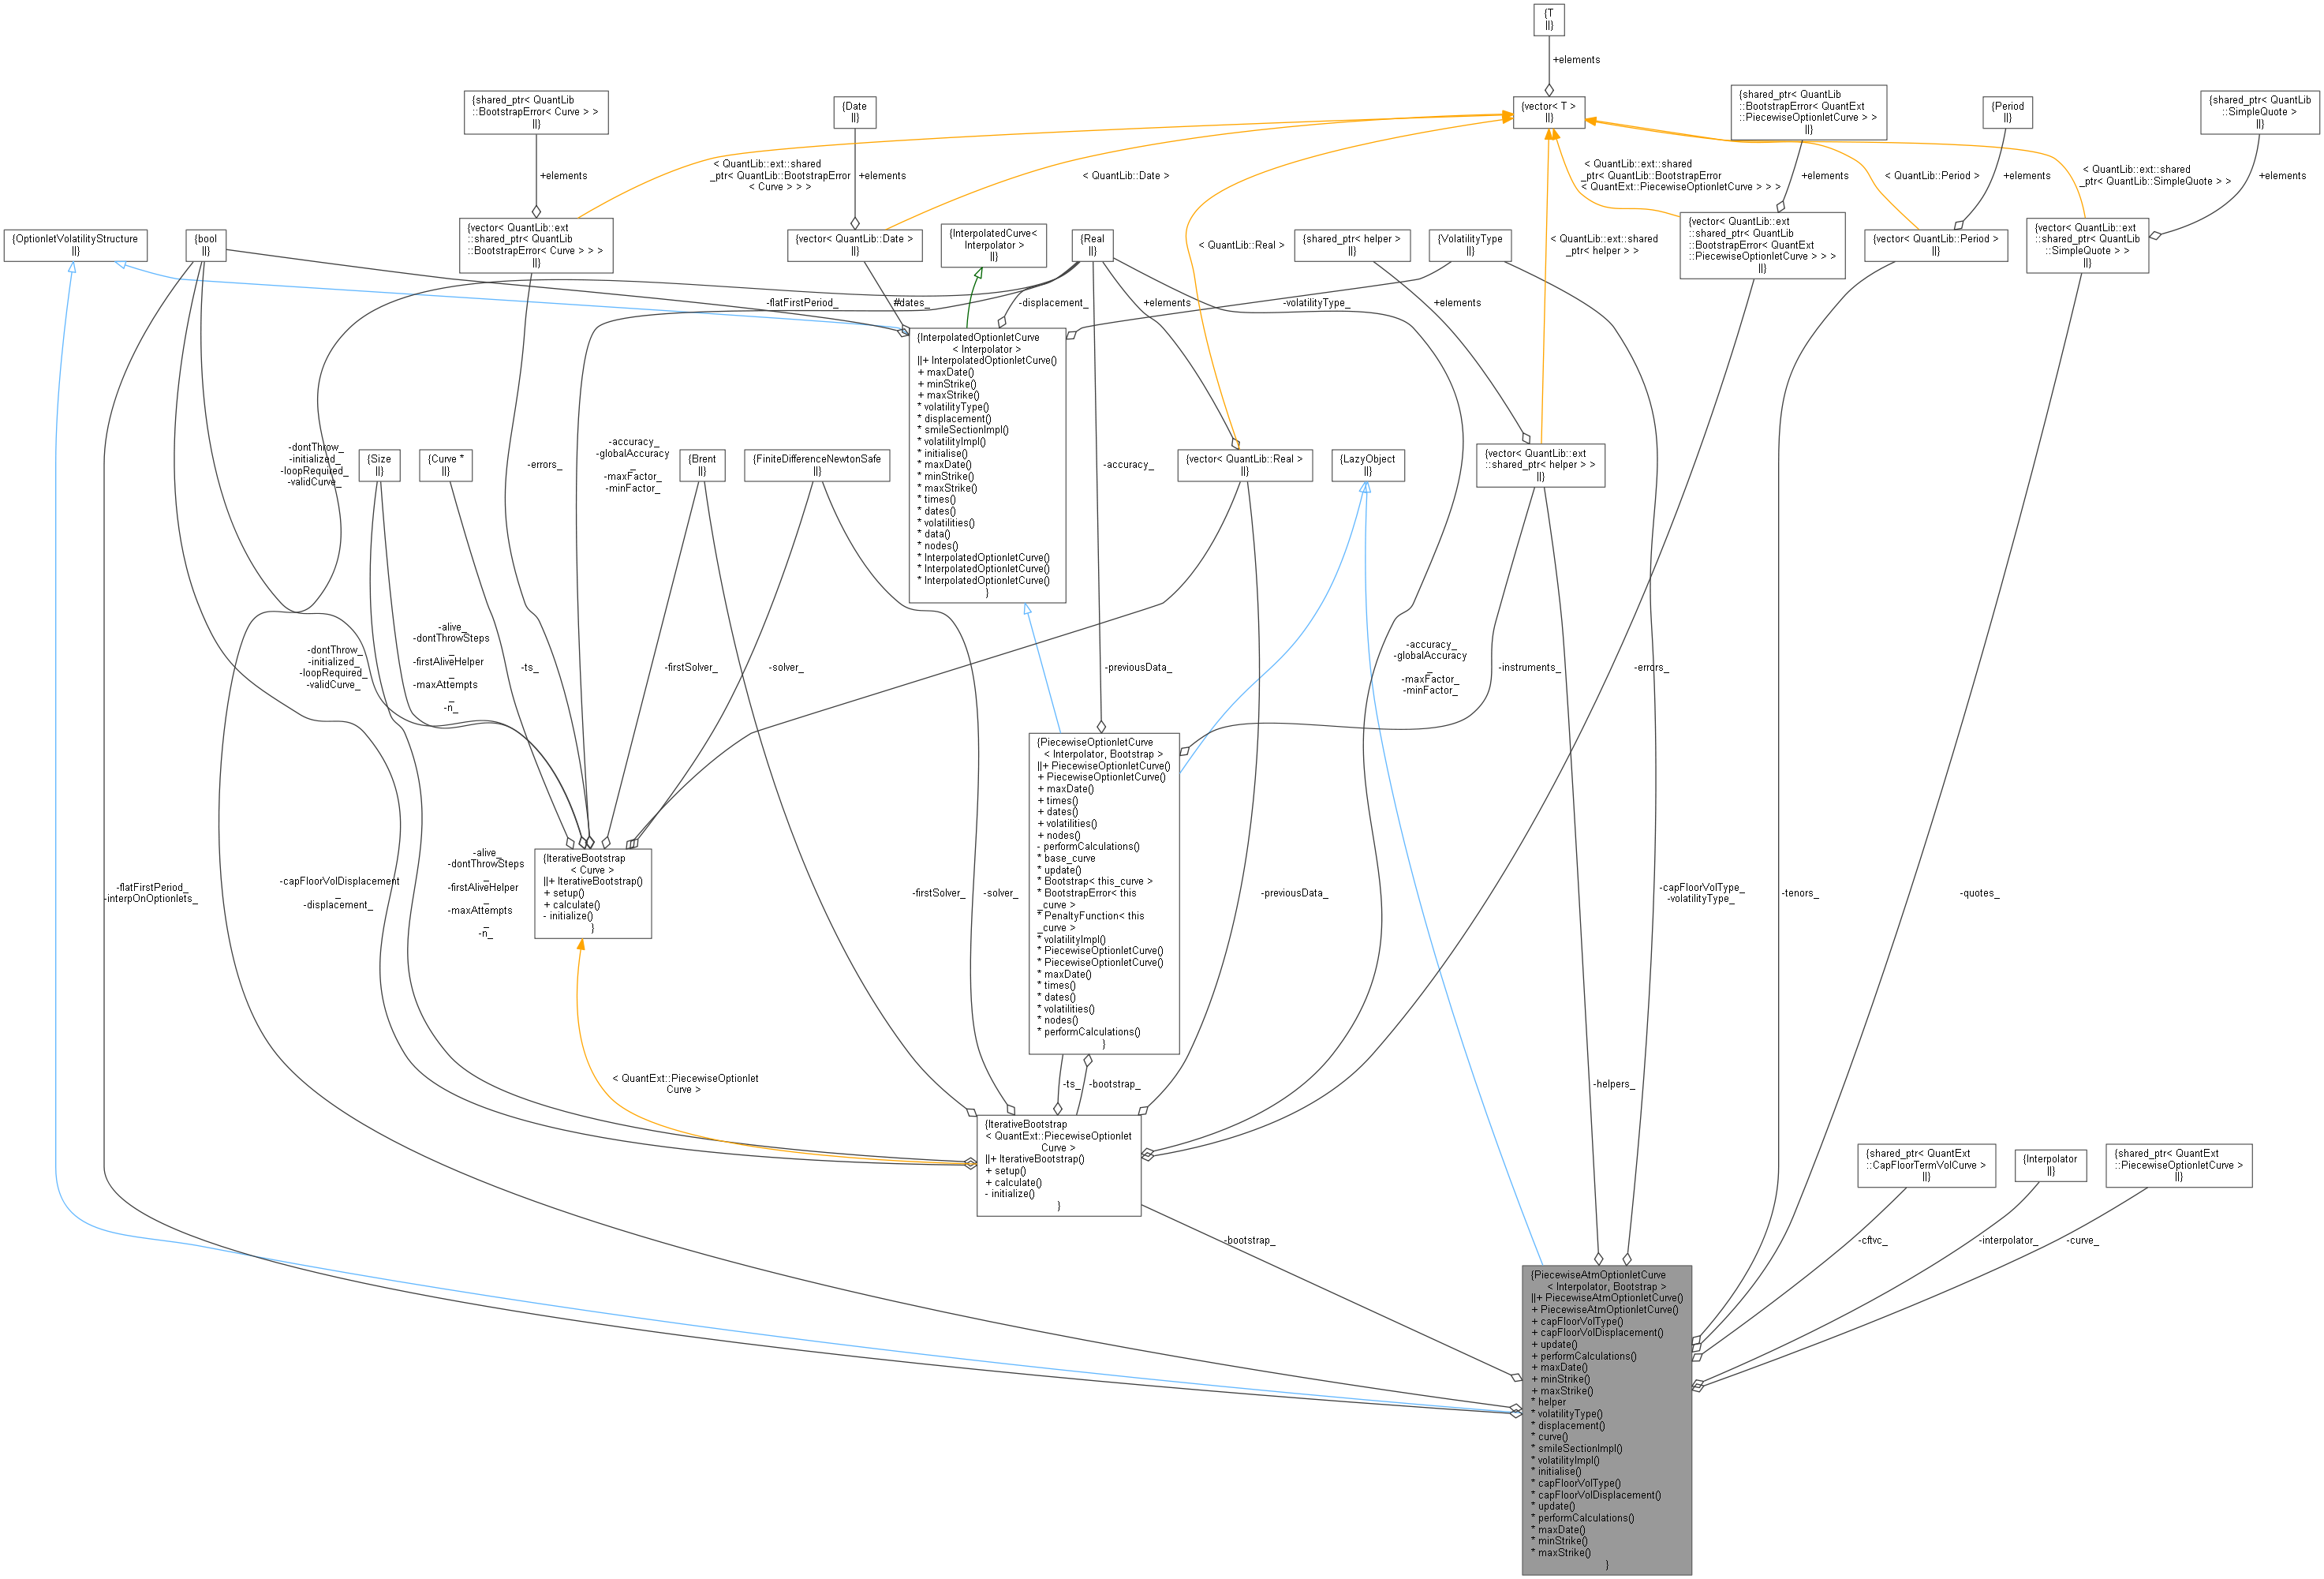 {T
||}
+elements
{shared_ptr< QuantLib
::BootstrapError< Curve > >
||}
{Date
||}
{vector< T >
||}
{shared_ptr< QuantLib
::BootstrapError< QuantExt
::PiecewiseOptionletCurve > >
||}
{Period
||}
{shared_ptr< QuantLib
::SimpleQuote >
||}
+elements
< QuantLib::ext::shared
_ptr< QuantLib::BootstrapError
< Curve > > >
+elements
< QuantLib::Date >
< QuantLib::ext::shared
_ptr< QuantLib::BootstrapError
< QuantExt::PiecewiseOptionletCurve > > >
+elements
< QuantLib::Period >
+elements
< QuantLib::ext::shared
_ptr< QuantLib::SimpleQuote > >
+elements
{OptionletVolatilityStructure
||}
{bool
||}
{vector< QuantLib::ext
::shared_ptr< QuantLib
::BootstrapError< Curve > > >
||}
{vector< QuantLib::Date >
||}
{InterpolatedCurve<
Interpolator >
||}
{Real
||}
< QuantLib::Real >
{shared_ptr< helper >
||}
{VolatilityType
||}
< QuantLib::ext::shared
_ptr< helper > >
{vector< QuantLib::ext
::shared_ptr< QuantLib
::BootstrapError< QuantExt
::PiecewiseOptionletCurve > > >
||}
{vector< QuantLib::Period >
||}
{vector< QuantLib::ext
::shared_ptr< QuantLib
::SimpleQuote > >
||}
-flatFirstPeriod_
#dates_
-displacement_
+elements
-volatilityType_
+elements
{InterpolatedOptionletCurve
< Interpolator >
||+ InterpolatedOptionletCurve()
+ maxDate()
+ minStrike()
+ maxStrike()
* volatilityType()
* displacement()
* smileSectionImpl()
* volatilityImpl()
* initialise()
* maxDate()
* minStrike()
* maxStrike()
* times()
* dates()
* volatilities()
* data()
* nodes()
* InterpolatedOptionletCurve()
* InterpolatedOptionletCurve()
* InterpolatedOptionletCurve()
}
-dontThrow_
-initialized_
-loopRequired_
-validCurve_
{Size
||}
{Curve *
||}
-errors_
-accuracy_
-globalAccuracy
_
-maxFactor_
-minFactor_
{Brent
||}
{FiniteDifferenceNewtonSafe
||}
-accuracy_
{vector< QuantLib::Real >
||}
{LazyObject
||}
{vector< QuantLib::ext
::shared_ptr< helper > >
||}
-dontThrow_
-initialized_
-loopRequired_
-validCurve_
-alive_
-dontThrowSteps
_
-firstAliveHelper
_
-maxAttempts
_
-n_
-ts_
-firstSolver_
-solver_
-previousData_
-accuracy_
-globalAccuracy
_
-maxFactor_
-minFactor_
-instruments_
-errors_
{PiecewiseOptionletCurve
< Interpolator, Bootstrap >
||+ PiecewiseOptionletCurve()
+ PiecewiseOptionletCurve()
+ maxDate()
+ times()
+ dates()
+ volatilities()
+ nodes()
- performCalculations()
* base_curve
* update()
* Bootstrap< this_curve >
* BootstrapError< this
_curve >
* PenaltyFunction< this
_curve >
* volatilityImpl()
* PiecewiseOptionletCurve()
* PiecewiseOptionletCurve()
* maxDate()
* times()
* dates()
* volatilities()
* nodes()
* performCalculations()
}
{IterativeBootstrap
< Curve >
||+ IterativeBootstrap()
+ setup()
+ calculate()
- initialize()
}
-flatFirstPeriod_
-interpOnOptionlets_
-capFloorVolDisplacement
_
-displacement_
-alive_
-dontThrowSteps
_
-firstAliveHelper
_
-maxAttempts
_
-n_
-firstSolver_
-solver_
-previousData_
-capFloorVolType_
-volatilityType_
-tenors_
-quotes_
< QuantExt::PiecewiseOptionlet
Curve >
-ts_
-bootstrap_
-helpers_
{IterativeBootstrap
< QuantExt::PiecewiseOptionlet
Curve >
||+ IterativeBootstrap()
+ setup()
+ calculate()
- initialize()
}
{shared_ptr< QuantExt
::CapFloorTermVolCurve >
||}
{Interpolator
||}
{shared_ptr< QuantExt
::PiecewiseOptionletCurve >
||}
-bootstrap_
-cftvc_
-interpolator_
-curve_
{PiecewiseAtmOptionletCurve
< Interpolator, Bootstrap >
||+ PiecewiseAtmOptionletCurve()
+ PiecewiseAtmOptionletCurve()
+ capFloorVolType()
+ capFloorVolDisplacement()
+ update()
+ performCalculations()
+ maxDate()
+ minStrike()
+ maxStrike()
* helper
* volatilityType()
* displacement()
* curve()
* smileSectionImpl()
* volatilityImpl()
* initialise()
* capFloorVolType()
* capFloorVolDisplacement()
* update()
* performCalculations()
* maxDate()
* minStrike()
* maxStrike()
}